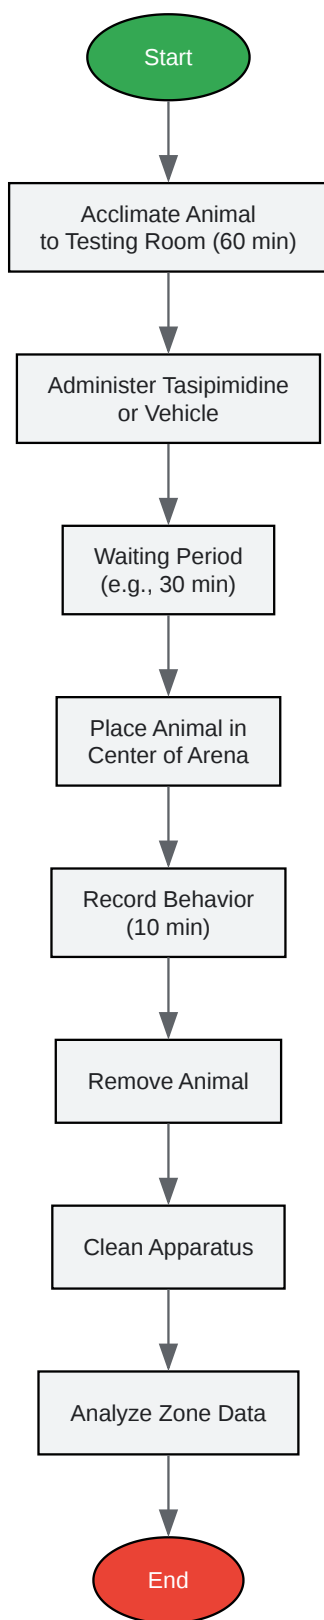 Start
Acclimate Animal
to Testing Room (60 min)
Administer Tasipimidine
or Vehicle
Waiting Period
(e.g., 30 min)
Place Animal in
Center of Arena
Record Behavior
(10 min)
Remove Animal
Clean Apparatus
Analyze Zone Data
End